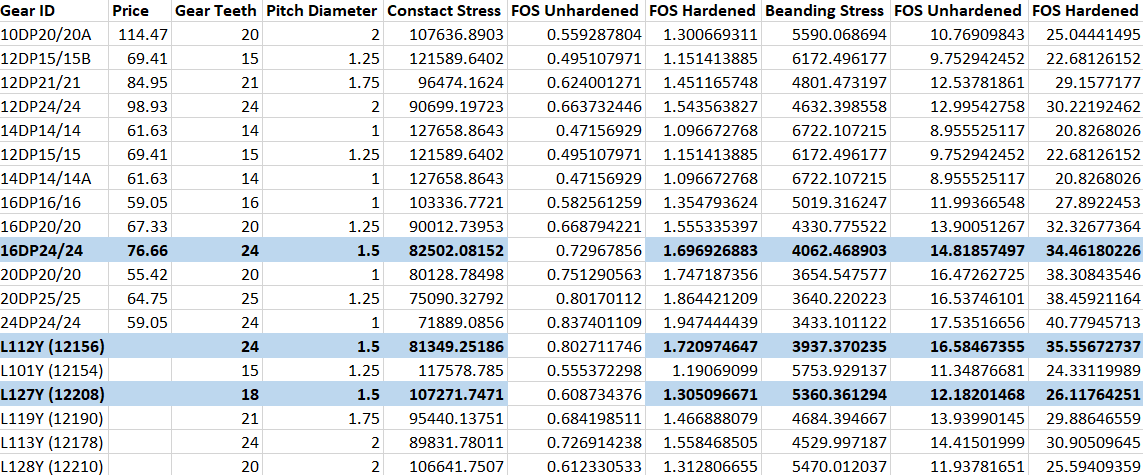 Gear ID Price Gear Teeth Pitch Diameter Constact Stress FOS Unhardened FOS Hardened Beanding Stress FOS Unhardened FOS Hardened
10DP20/20A 114.47 20 2 107636.8903 0.559287804 1.300669311 5590.068694 10.76909843 25.04441495
12DP15/15B 69.41 15 1.25 121589.6402 0.495107971 1.151413885 6172.496177 9.752942452 22.68126152
12DP21/21 84.95 21 1.75 96474.1624 0.624001271 1.451165748 4801.473197 12.53781861 29.1577177
12DP24/24 98.93 24 2 90699.19723 0.663732446 1.543563827 4632.398558 12.99542758 30.22192462
14DP14/14 61.63 14 1 127658.8643 0.47156929 1.096672768 6722.107215 8.955525117 20.8268026
12DP15/15 69.41 15 1.25 121589.6402 0.495107971 1.151413885 6172.496177 9.752942452 22.68126152
14DP14/14A 61.63 14 1 127658.8643 0.47156929 1.096672768 6722.107215 8.955525117 20.8268026
16DP16/16 59.05 16 1 103336.7721 0.582561259 1.354793624 5019.316247 11.99366548 27.8922453
16DP20/20 67.33 20 1.25 90012.73953 0.668794221 1.555335397 4330.775522 13.90051267 32.32677364
16DP24/24 76.66 24 1.5 82502.08152 0.72967856 1.696926883 4062.468903 14.81857497 34.46180226
20DP20/20 55.42 20 1 80128.78498 0.751290563 1.747187356 3654.547577 16.47262725 38.30843546
20DP25/25 64.75 25 1.25 75090.32792 0.80170112 1.864421209 3640.220223 16.53746101 38.45921164
24DP24/24 59.05 24 1 71889.0856 0.837401109 1.947444439 3433.101122 17.53516656 40.77945713
L112Y (12156) 24 1.5 81349.25186 0.802711746 1.720974647 3937.370235 16.58467355 35.55672737
L101Y (12154) 15 1.25 117578.785 0.555372298 1.19069099 5753.929137 11.34876681 24.33119989
L127Y (12208) 18 1.5 107271.7471 0.608734376 1.305096671 5360.361294 12.18201468 26.11764251
L119Y (12190) 21 1.75 95440.13751 0.684198511 1.466888079 4684.394667 13.93990145 29.88646559
L113Y (12178) 24 2 89831.78011 0.726914238 1.558468505 4529.997187 14.41501999 30.90509645
L128Y (12210) 20 2 106641.7507 0.612330533 1.312806655 5470.012037 11.93781651 25.59409359